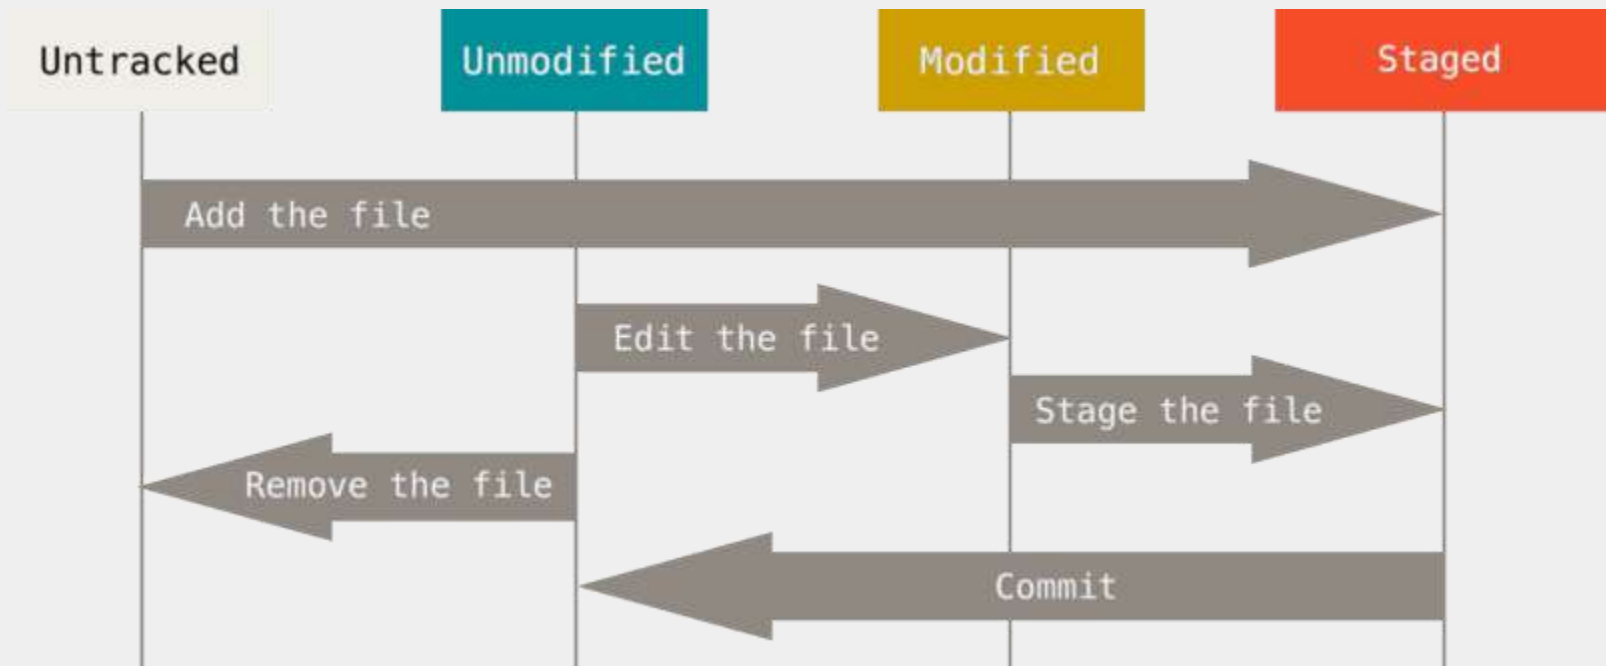 Untracked
Unmodified
Modified
Staged
Add the file
Edit the file
Stage the file
Remove the file
Commit